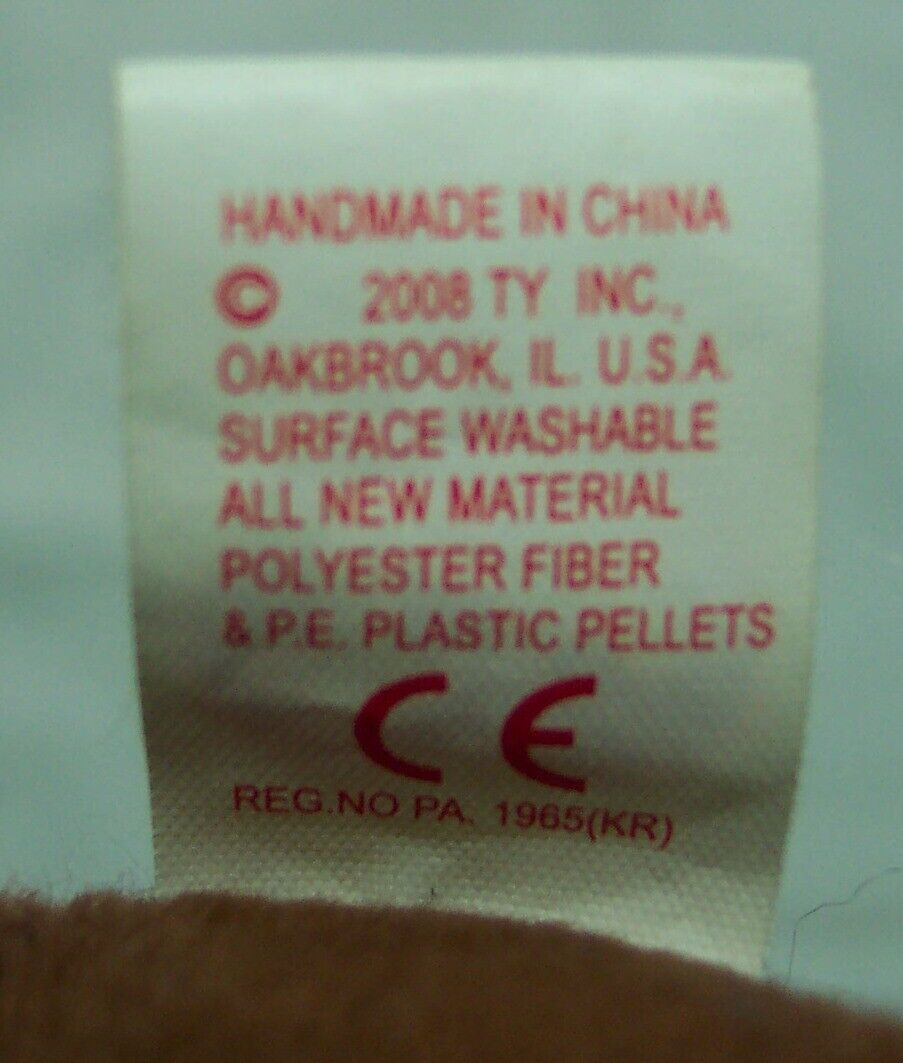 HANDMADE IN CHINA
© 2008 TY INC.,
OAKBROOK, IL. U.S.A.
SURFACE WASHABLE
ALL NEW MATERIAL
POLYESTER FIBER
& P.E. PLASTIC PELLETS
CE
REG.NO PA. 1965(KR)